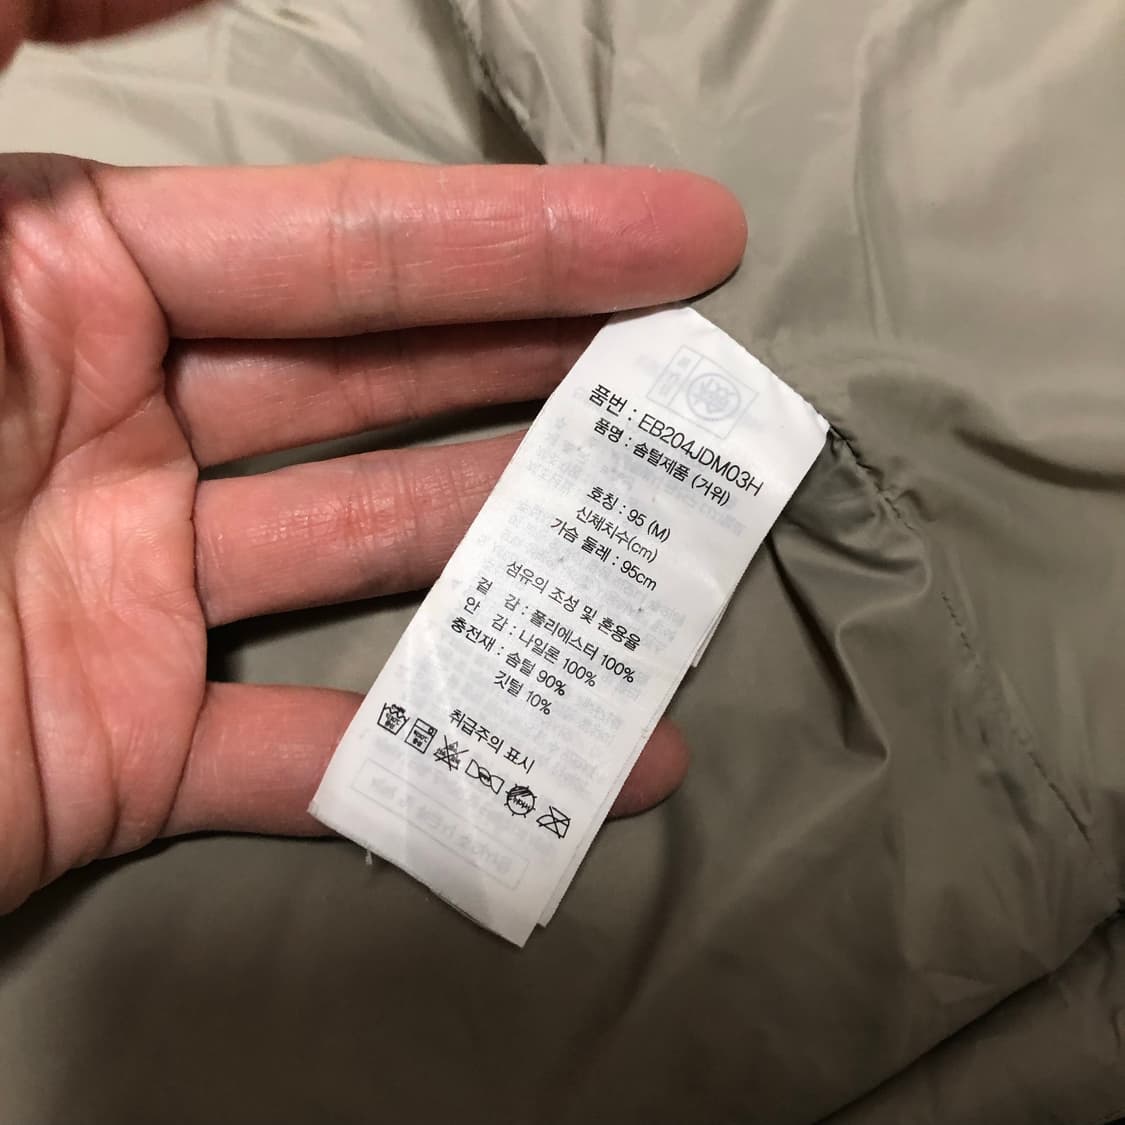 품번 : EB204JDM03H
품명 : 솜털제품 (거위)
호칭 : 95 (M)
신체치수(cm)
가슴 둘레 : 95cm
섬유의 조성 및 혼용율
겉 감 : 폴리에스터 100%
안 감 : 나일론 100%
충전재 : 솜털 90%
깃털 10%
취급주의 표시